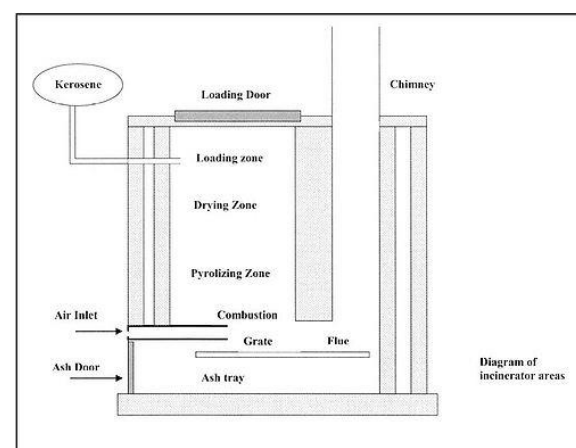 Kerosene
Loading Door
Chimney
Loading zone
Drying Zone
Pyrolizing Zone
Air Inlet
Combustion
Grate
Flue
Ash Door
Ash tray
Diagram of
incinerator areas